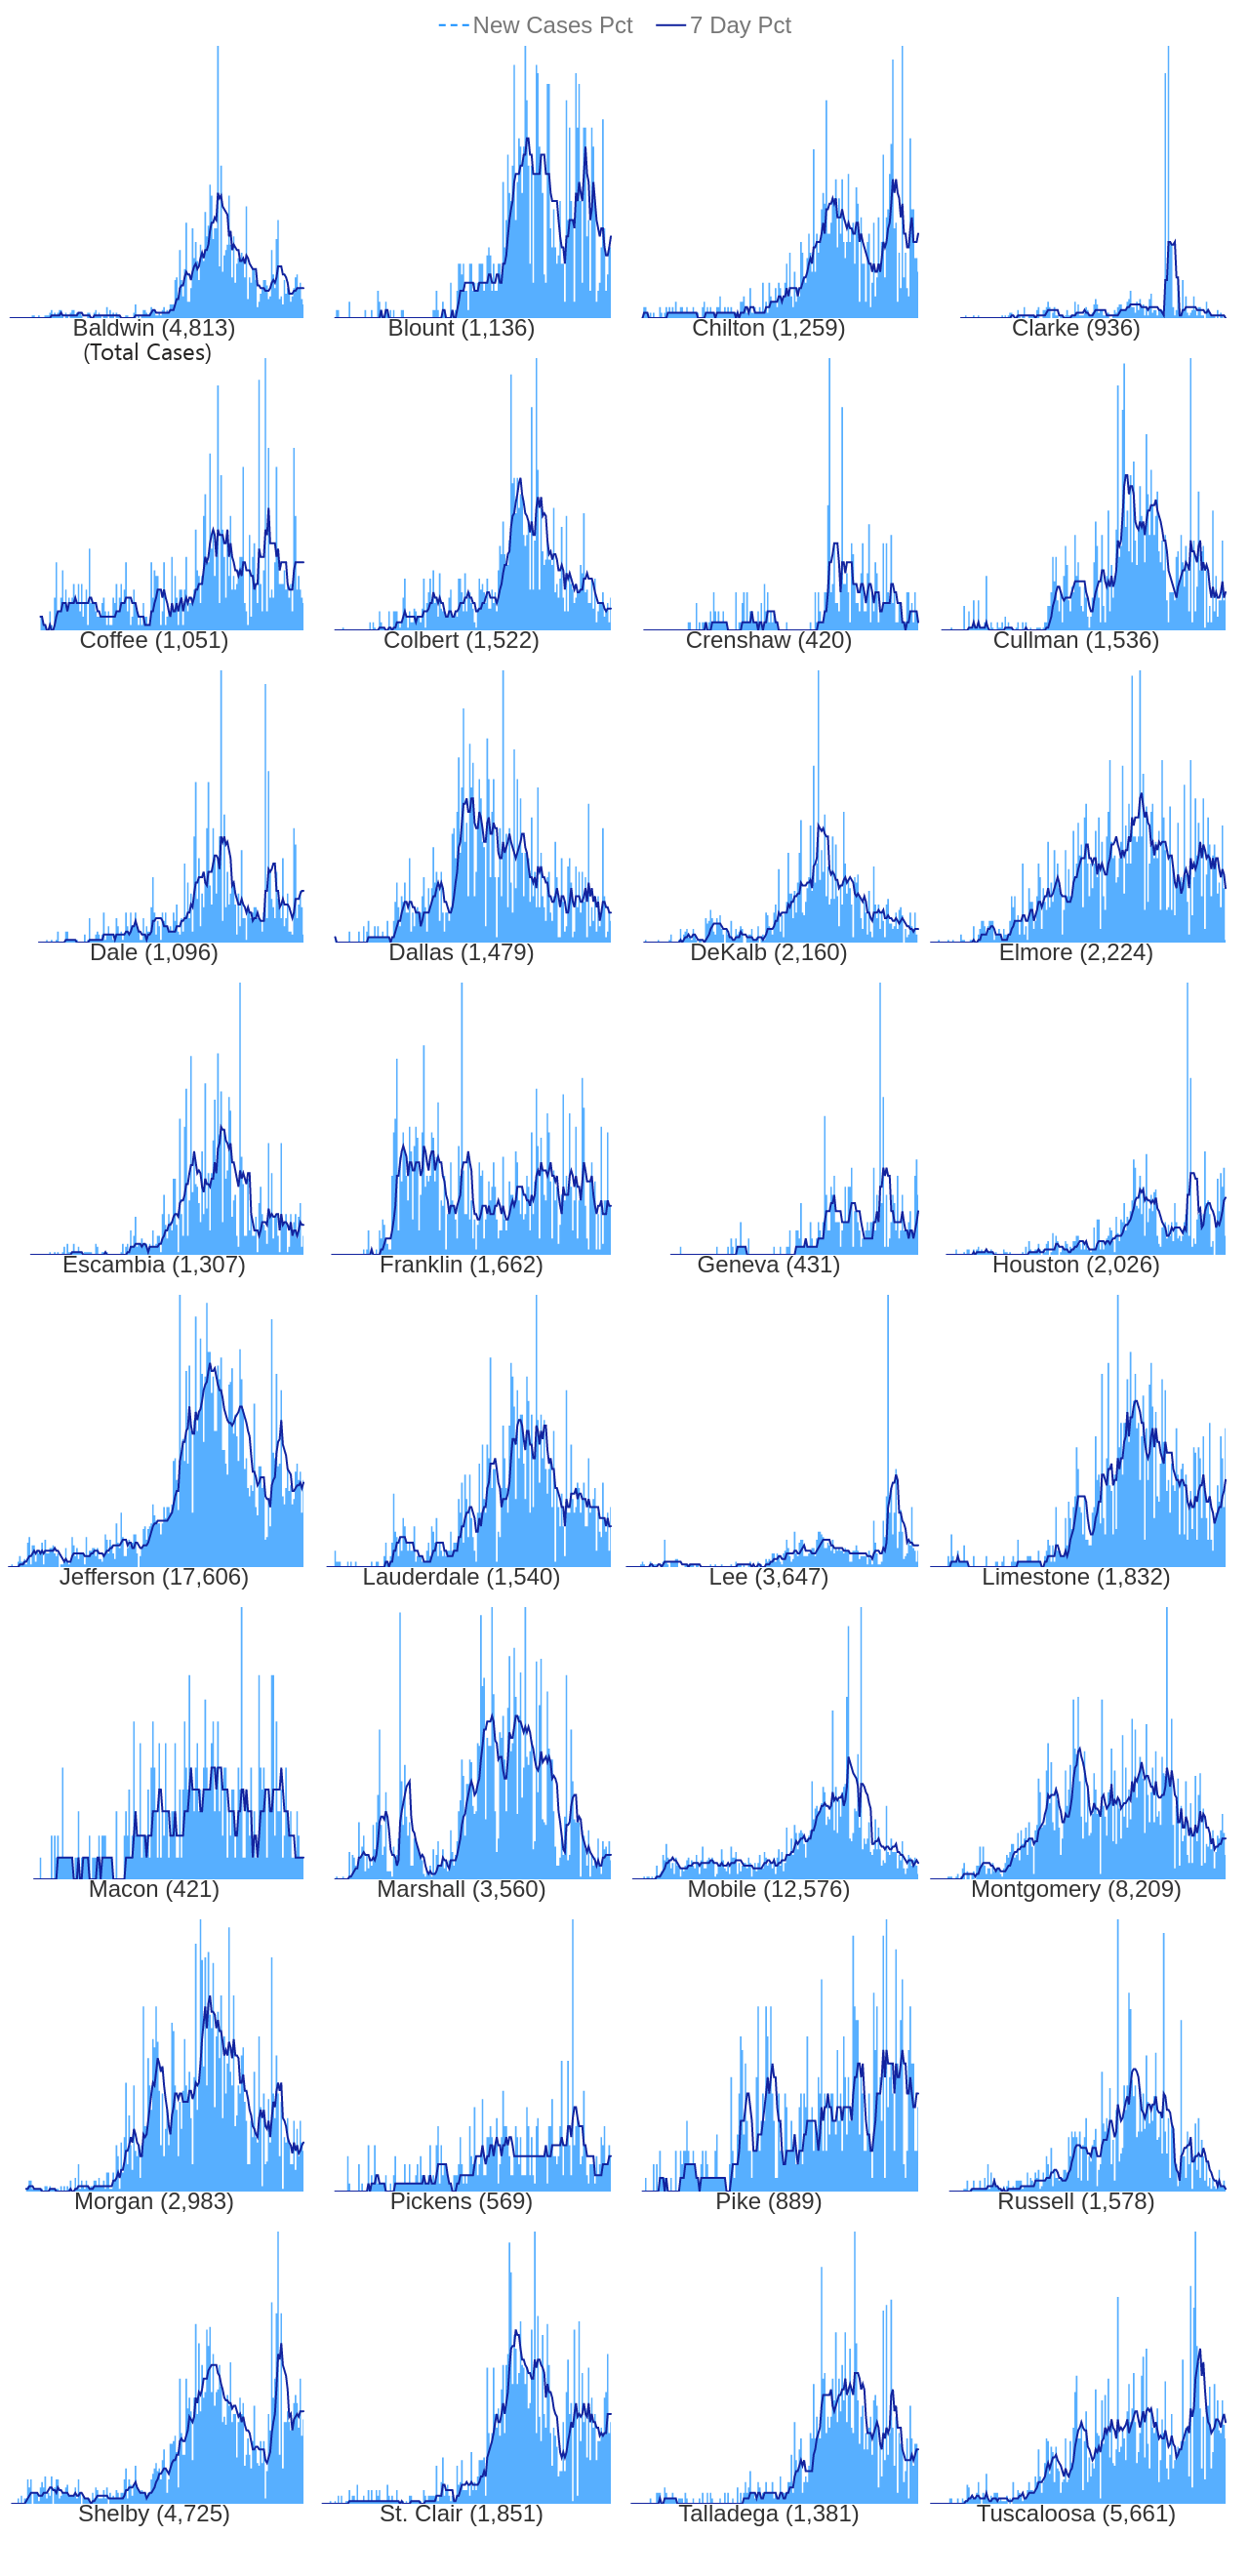 New Cases Pct 7 Day Pct
Baldwin (4,813) Blount (1,136) Chilton (1,259) Clarke (936)
(Total Cases)
Coffee (1,051) Colbert (1,522) Crenshaw (420) Cullman (1,536)
Dale (1,096) Dallas (1,479) DeKalb (2,160) Elmore (2,224)
Escambia (1,307) Franklin (1,662) Geneva (431) Houston (2,026)
Jefferson (17,606) Lauderdale (1,540) Lee (3,647) Limestone (1,832)
Macon (421) Marshall (3,560) Mobile (12,576) Montgomery (8,209)
Morgan (2,983) Pickens (569) Pike (889) Russell (1,578)
Shelby (4,725) St. Clair (1,851) Talladega (1,381) Tuscaloosa (5,661)